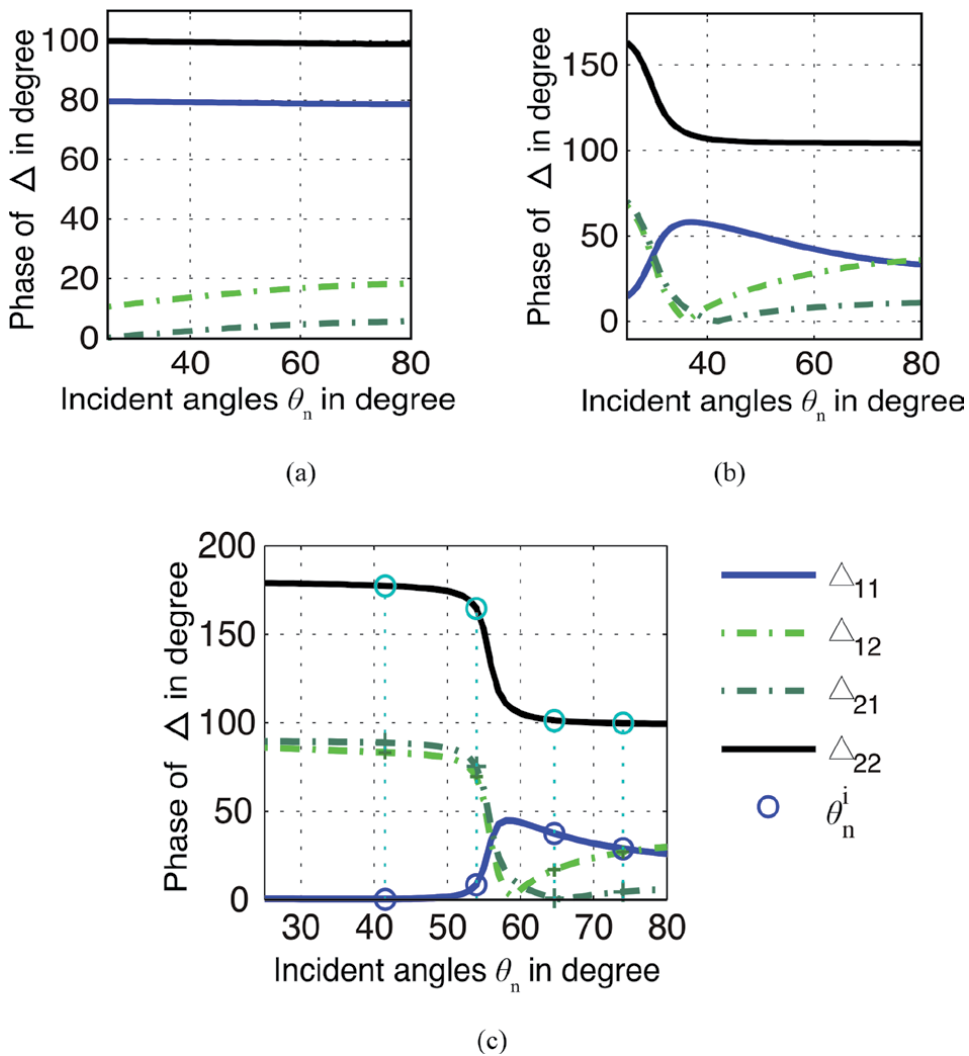 100
80
60
40
20
0
40 60 80
Phase of Δ in degree
Incident angles θn in degree
(a)
150
100
50
0
40 60 80
Phase of Δ in degree
Incident angles θn in degree
(b)
200
150
100
50
0
30 40 50 60 70 80
Phase of Δ in degree
Incident angles θn in degree
△11
△12
△21
△22
θn^i
(c)